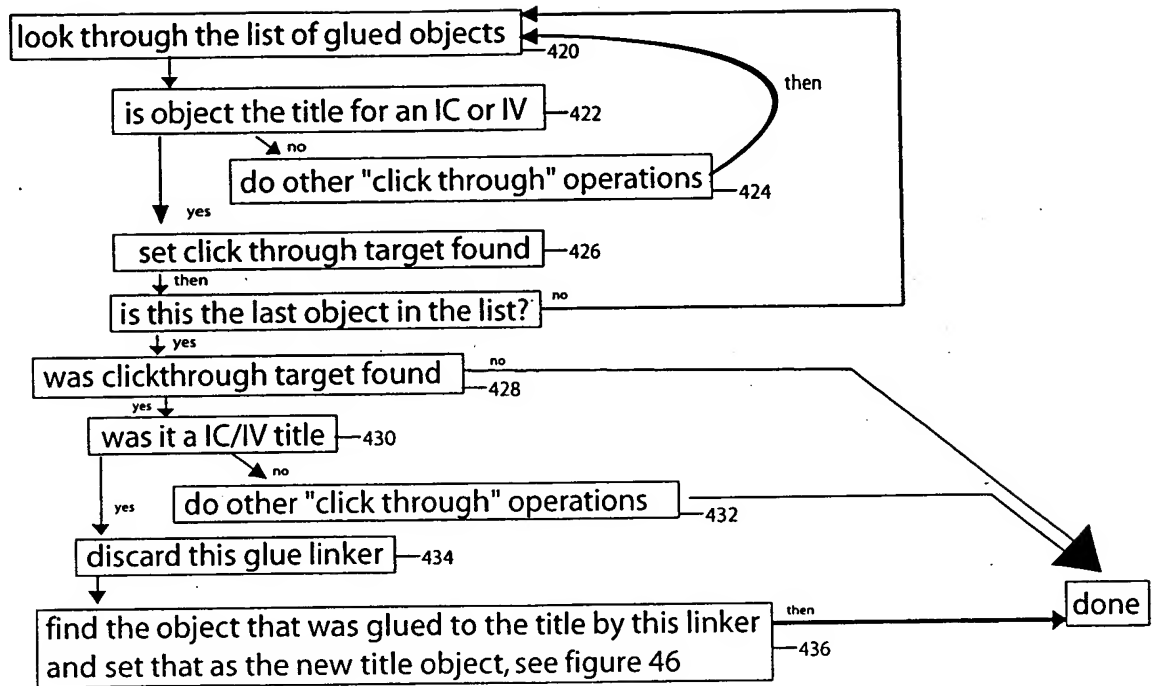 look through the list of glued objects
420
then
is object the title for an IC or IV
422
no
do other "click through" operations
424
yes
set click through target found
426
then
is this the last object in the list?
no
yes
was clickthrough target found
no
428
yes
was it a IC/IV title
430
no
yes
do other "click through" operations
432
discard this glue linker
434
done
find the object that was glued to the title by this linker
and set that as the new title object, see figure 46
then
436